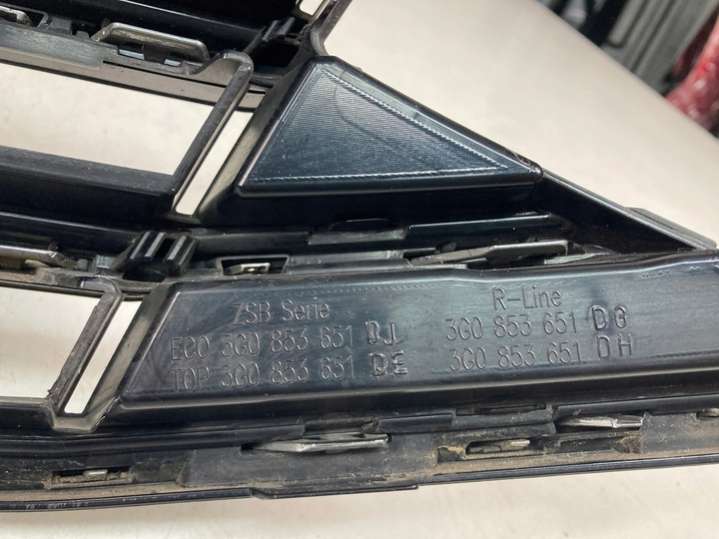 ZSB Serie
R-Line
ECO 3G0 853 651 DJ 3G0 853 651 DG
TOP 3G0 853 651 DE 3G0 853 651 DH